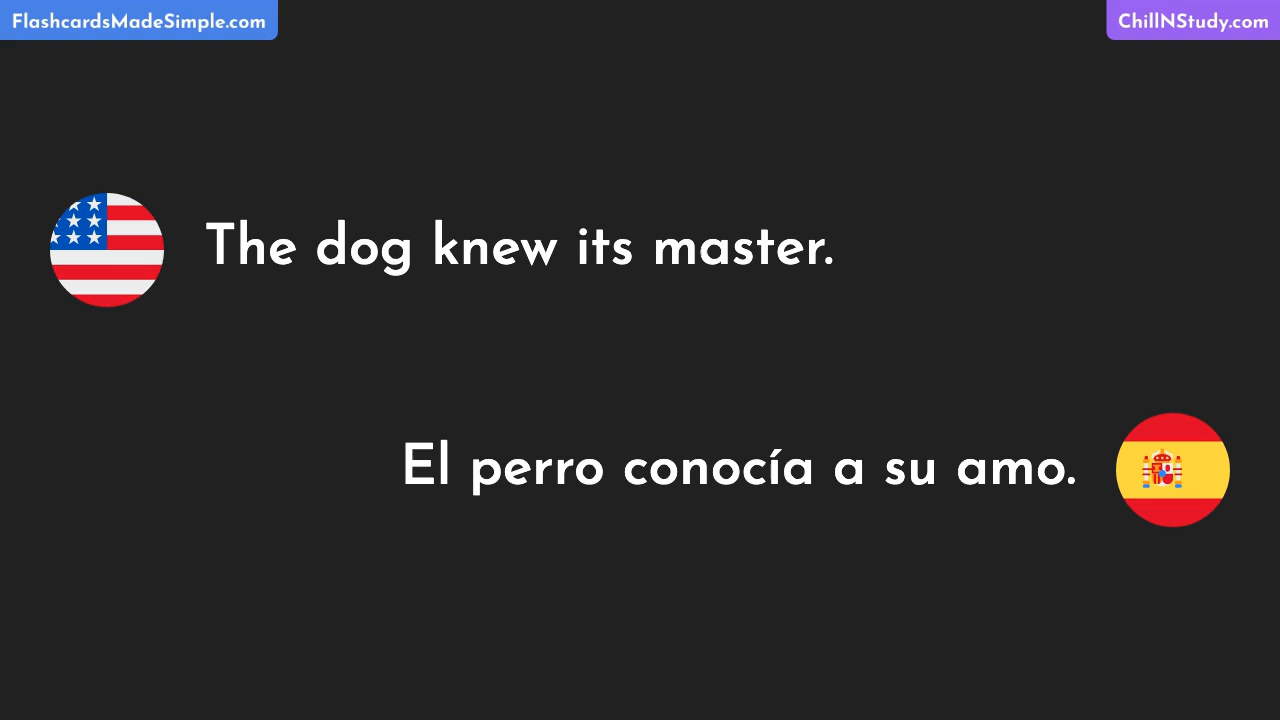 FlashcardsMadeSimple.com
ChillNStudy.com
The dog knew its master.
El perro conocía a su amo.